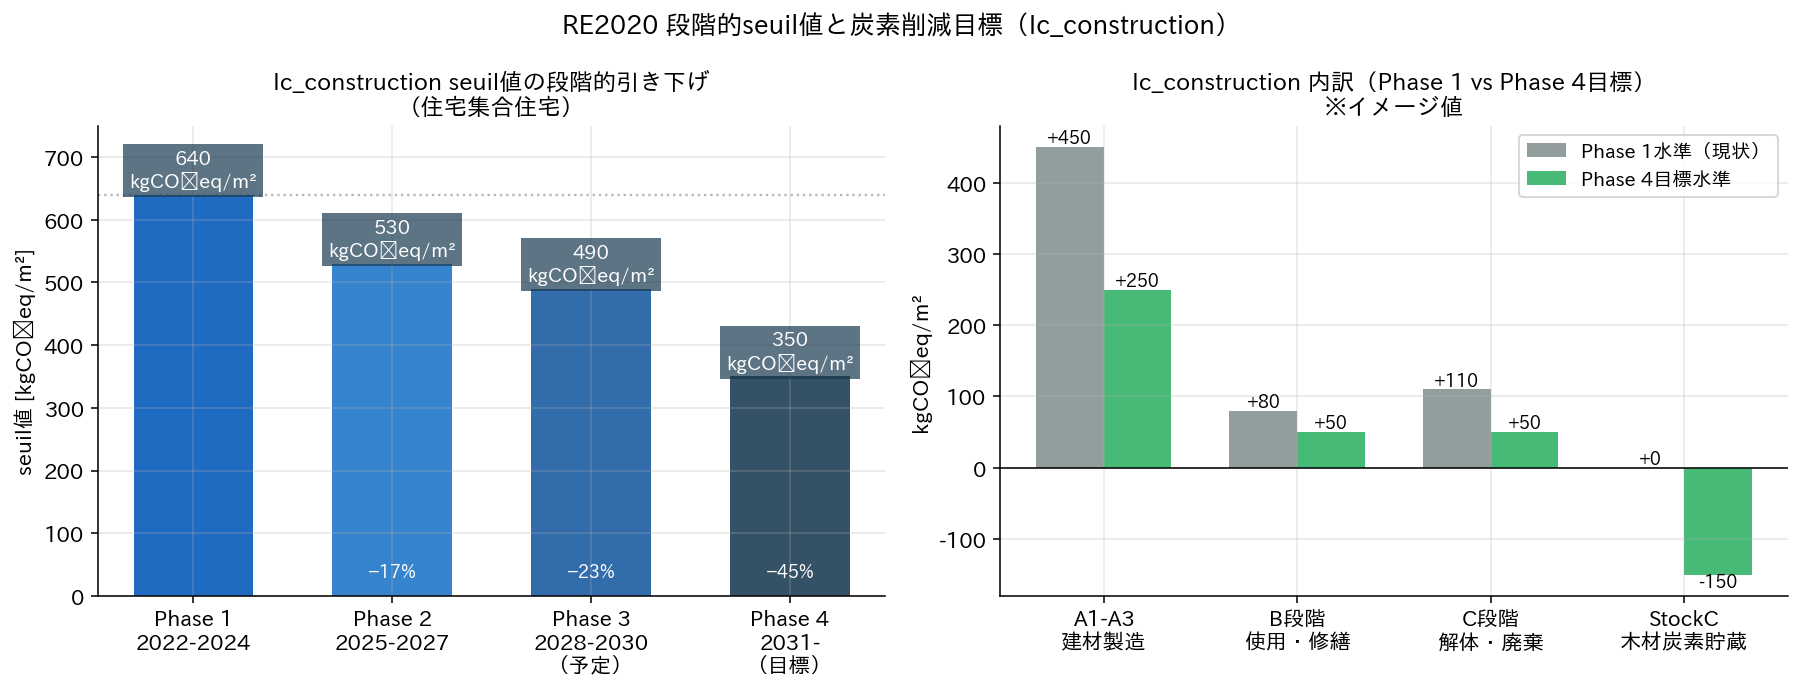 RE2020 段階的seuil値と炭素削減目標（Ic_construction）
Ic_construction seuil値の段階的引き下げ
（住宅集合住宅）
seuil値 [kgCO☒eq/m²]
700
600
500
400
300
200
100
0
640
kgCO☒eq/m²
530
kgCO☒eq/m²
490
kgCO☒eq/m²
350
kgCO☒eq/m²
−17%
−23%
−45%
Phase 1
2022-2024
Phase 2
2025-2027
Phase 3
2028-2030
（予定）
Phase 4
2031-
（目標）
Ic_construction 内訳（Phase 1 vs Phase 4目標）
※イメージ値
kgCO☒eq/m²
400
300
200
100
0
-100
Phase 1水準（現状）
Phase 4目標水準
+450
+250
+80
+50
+110
+50
+0
-150
A1-A3
建材製造
B段階
使用・修繕
C段階
解体・廃棄
StockC
木材炭素貯蔵